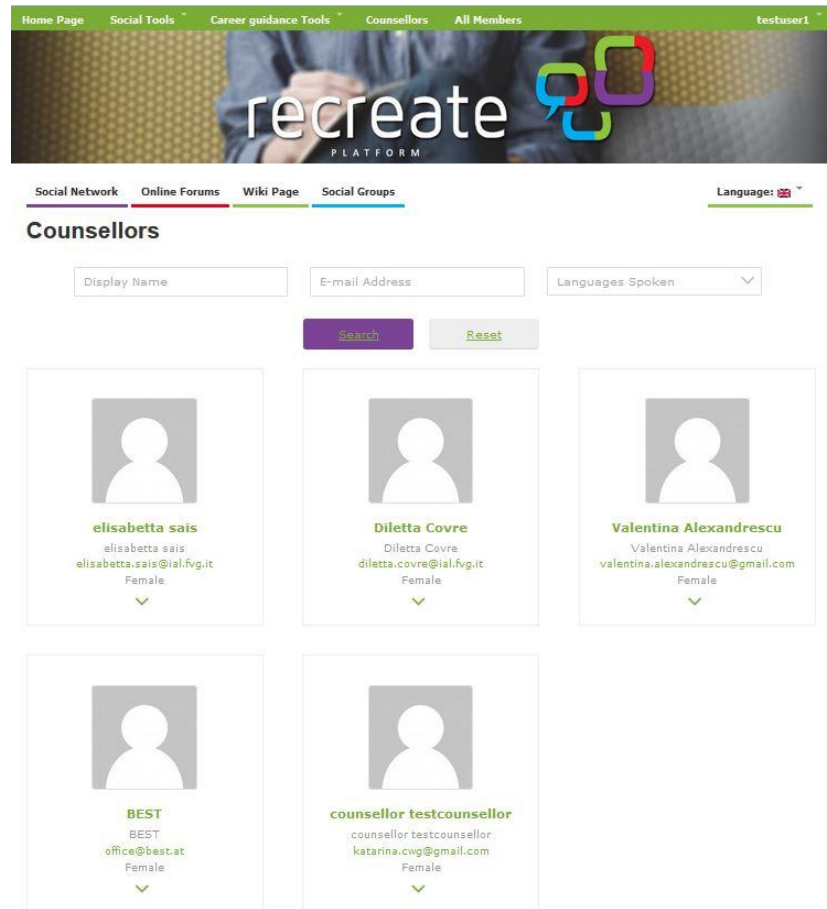 Home Page Social Tools Career guidance Tools Counsellors All Members testuser1
recreate
PLATFORM
Social Network Online Forums Wiki Page Social Groups Language:
Counsellors
Display Name E-mail Address Languages Spoken
Search Reset
elisabetta sais Diletta Covre Valentina Alexandrescu
elisabetta sais Diletta Covre Valentina Alexandrescu
elisabetta.sais@ial.fvg.it diletta.covre@ial.fvg.it valentina.alexandrescu@gmail.com
Female Female Female
BEST counsellor testcounsellor
BEST counsellor testcounsellor
office@best.at katarina.cwg@gmail.com
Female Female